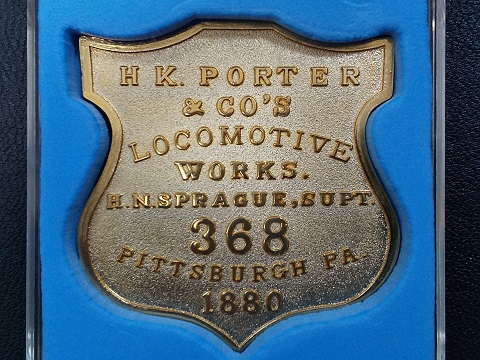 H.K. PORTER
& CO'S
LOCOMOTIVE
WORKS.
H.N.SPRAGUE,SUPT.
368
PITTSBURGH PA.
1880